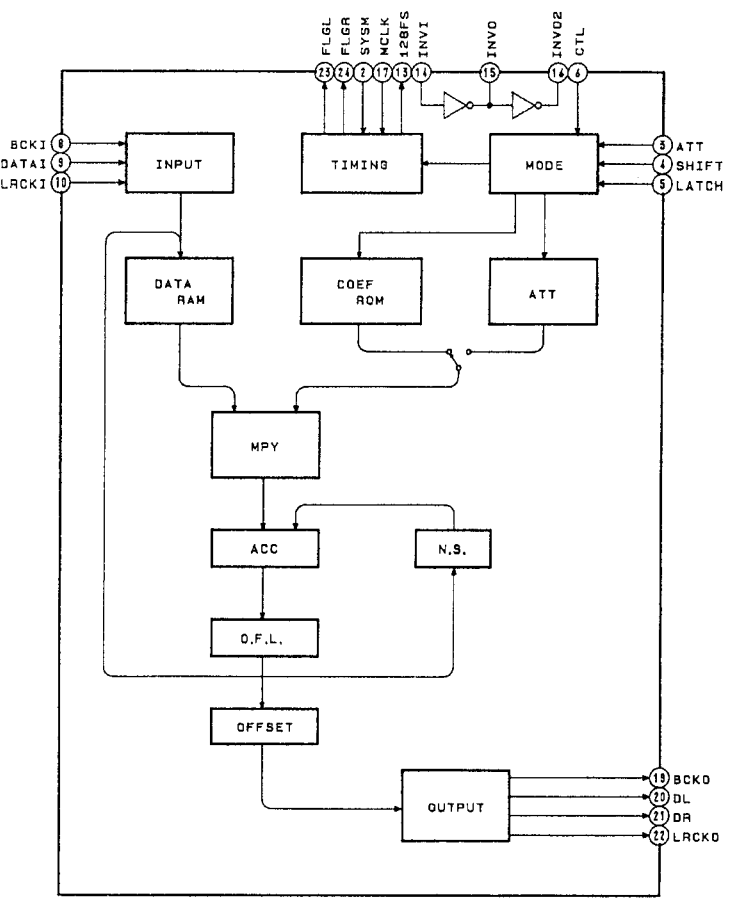 FLGL
FLGR
SYSM
MCLK
128FS
INVI
INVO
INVO2
CTL
23
24
2
17
13
14
15
16
6
BCKI 8
DATAI 9
LRCKI 10
INPUT
TIMING
MODE
3 ATT
4 SHIFT
5 LATCH
DATA
RAM
COEF
ROM
ATT
MPY
ACC
N.S.
O.F.L.
OFFSET
OUTPUT
19 BCKO
20 DL
21 DR
22 LRCKO